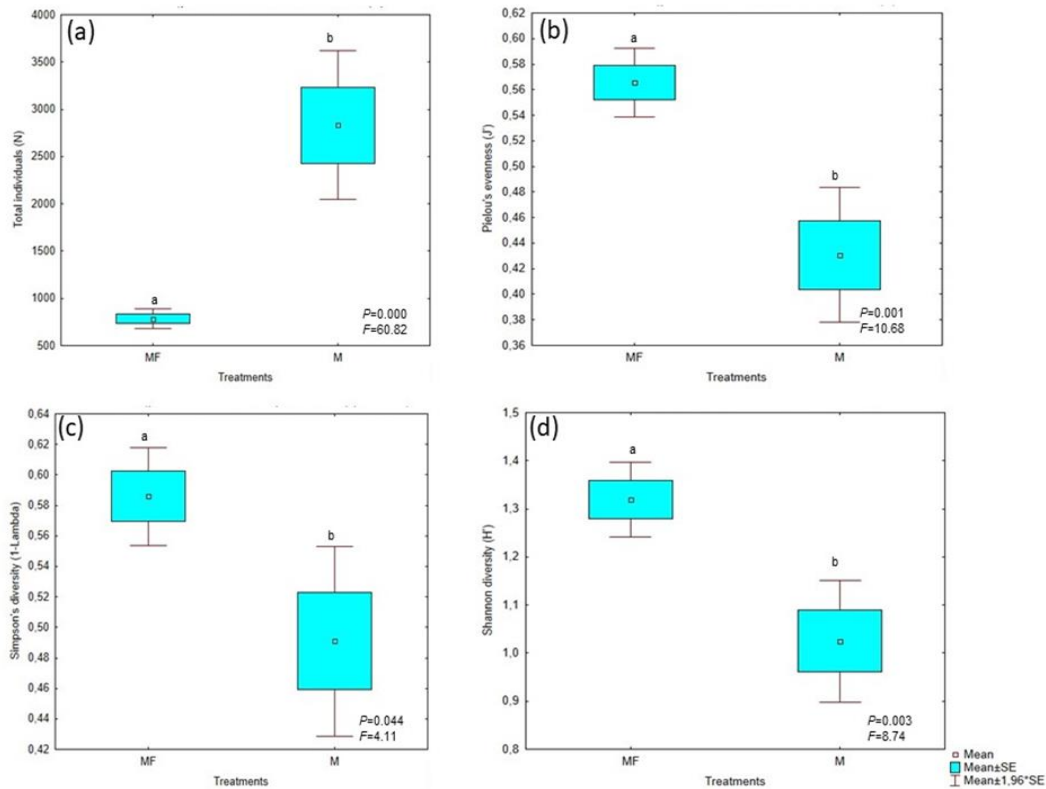 (a)
4000
3500
3000
2500
2000
1500
1000
500
Total individuals (N)
a
b
P=0.000
F=60.82
MF
M
Treatments
(b)
0,62
0,60
0,58
0,56
0,54
0,52
0,50
0,48
0,46
0,44
0,42
0,40
0,38
0,36
Pielou's evenness (J')
a
b
P=0.001
F=10.68
MF
M
Treatments
(c)
0,64
0,62
0,60
0,58
0,56
0,54
0,52
0,50
0,48
0,46
0,44
0,42
Simpson's diversity (1-Lambda)
a
b
P=0.044
F=4.11
MF
M
Treatments
(d)
1,5
1,4
1,3
1,2
1,1
1,0
0,9
0,8
Shannon diversity (H')
a
b
P=0.003
F=8.74
MF
M
Treatments
Mean
Mean±SE
Mean±1,96*SE